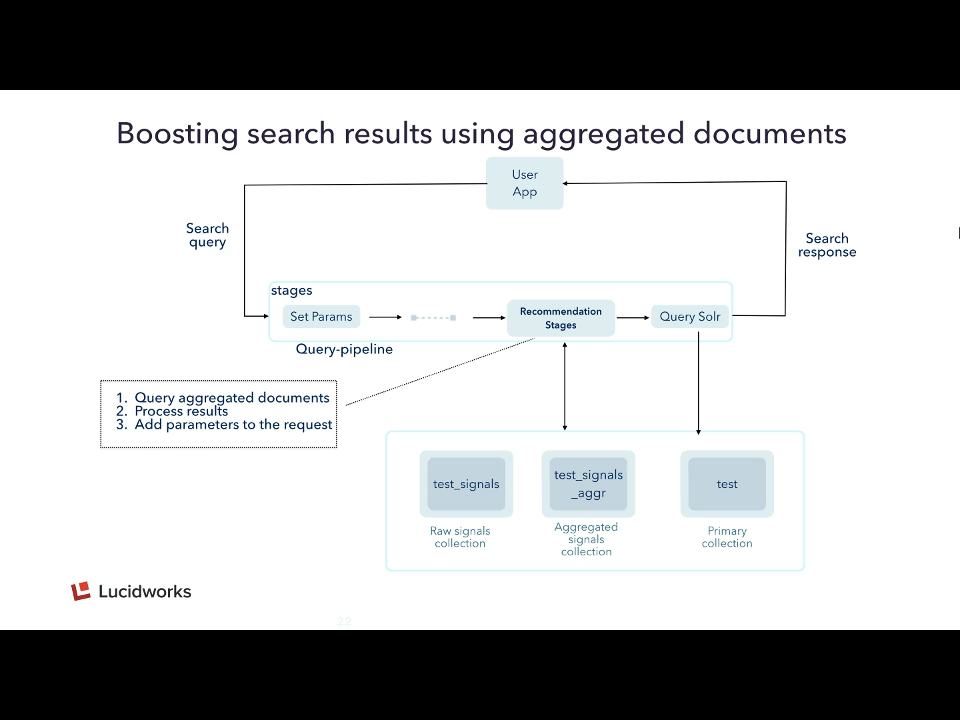 Boosting search results using aggregated documents
User
App
Search
query
Search
response
stages
Set Params
Recommendation
Stages
Query Solr
Query-pipeline
1. Query aggregated documents
2. Process results
3. Add parameters to the request
test_signals
test_signals
_aggr
test
Raw signals
collection
Aggregated
signals
collection
Primary
collection
Lucidworks
22